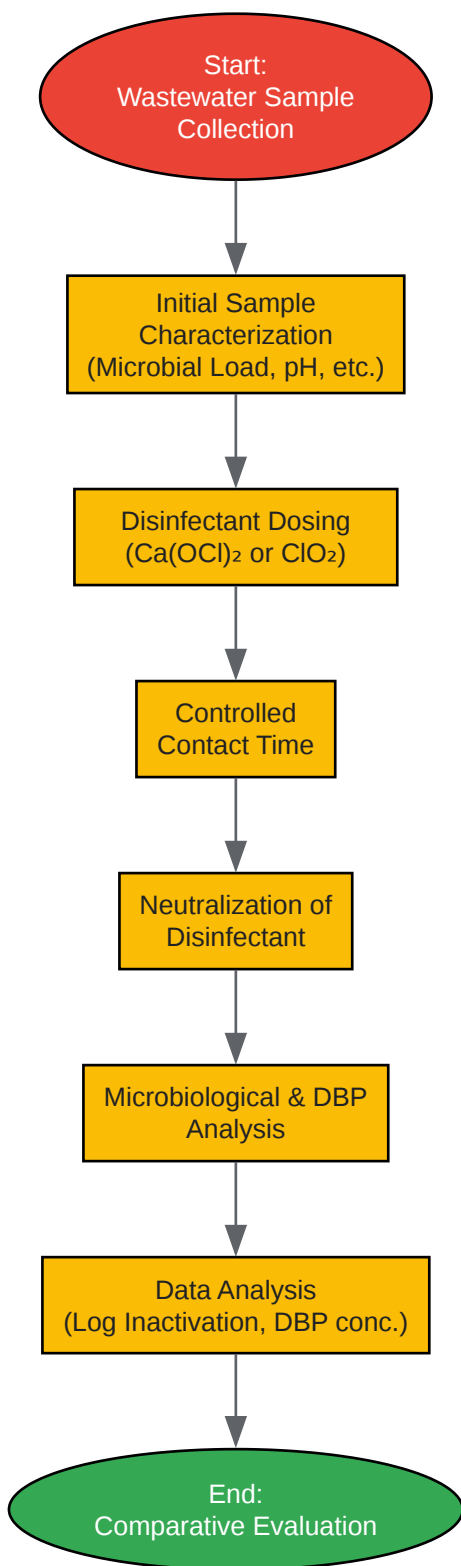 Start:
Wastewater Sample
Collection
Initial Sample
Characterization
(Microbial Load, pH, etc.)
Disinfectant Dosing
(Ca(OCl)₂ or ClO₂)
Controlled
Contact Time
Neutralization of
Disinfectant
Microbiological & DBP
Analysis
Data Analysis
(Log Inactivation, DBP conc.)
End:
Comparative Evaluation